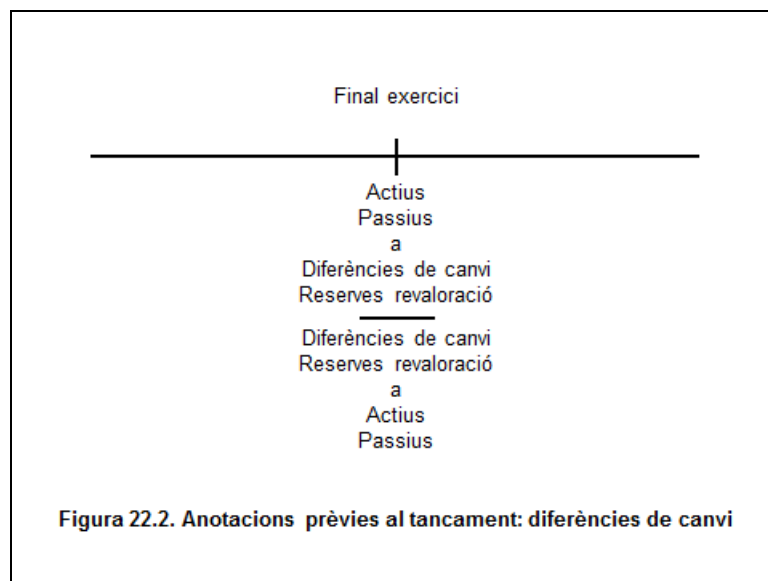 Final exercici
Actius
Passius
a
Diferències de canvi
Reserves revaloració
Diferències de canvi
Reserves revaloració
a
Actius
Passius
Figura 22.2. Anotacions prèvies al tancament: diferències de canvi